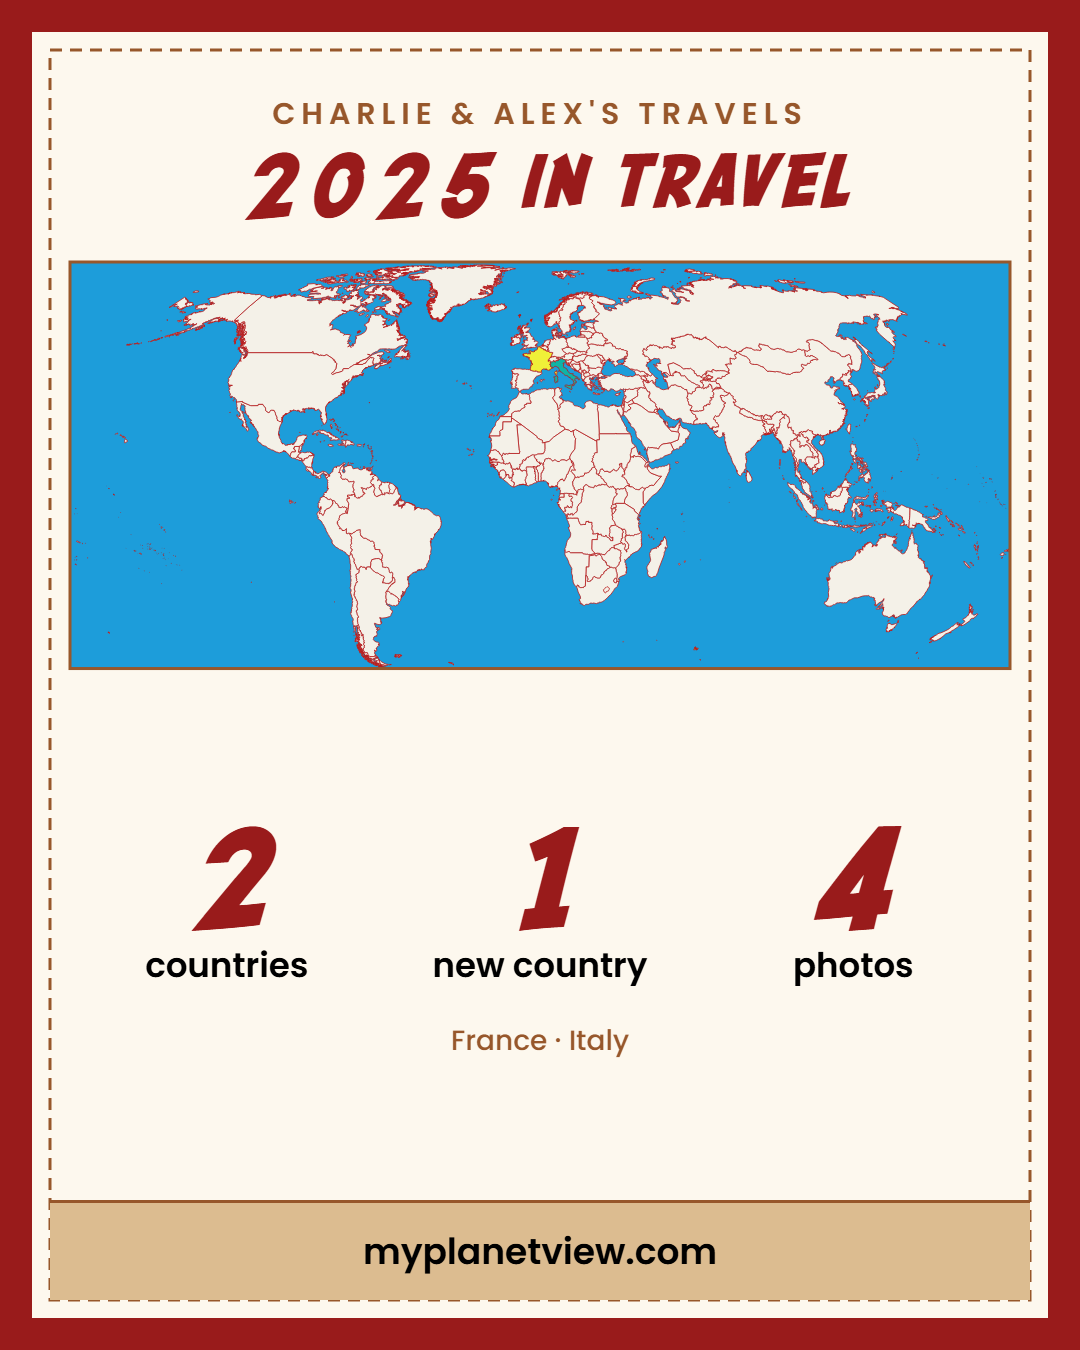 CHARLIE & ALEX'S TRAVELS
2025 IN TRAVEL
2 1 4
countries new country photos
France · Italy
myplanetview.com